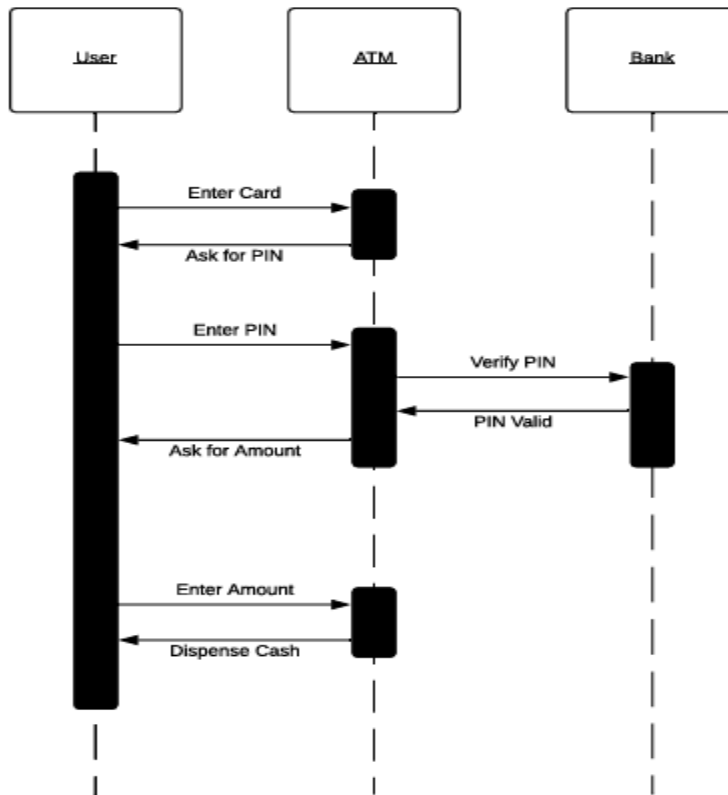 User
ATM
Bank
Enter Card
Ask for PIN
Enter PIN
Verify PIN
PIN Valid
Ask for Amount
Enter Amount
Dispense Cash